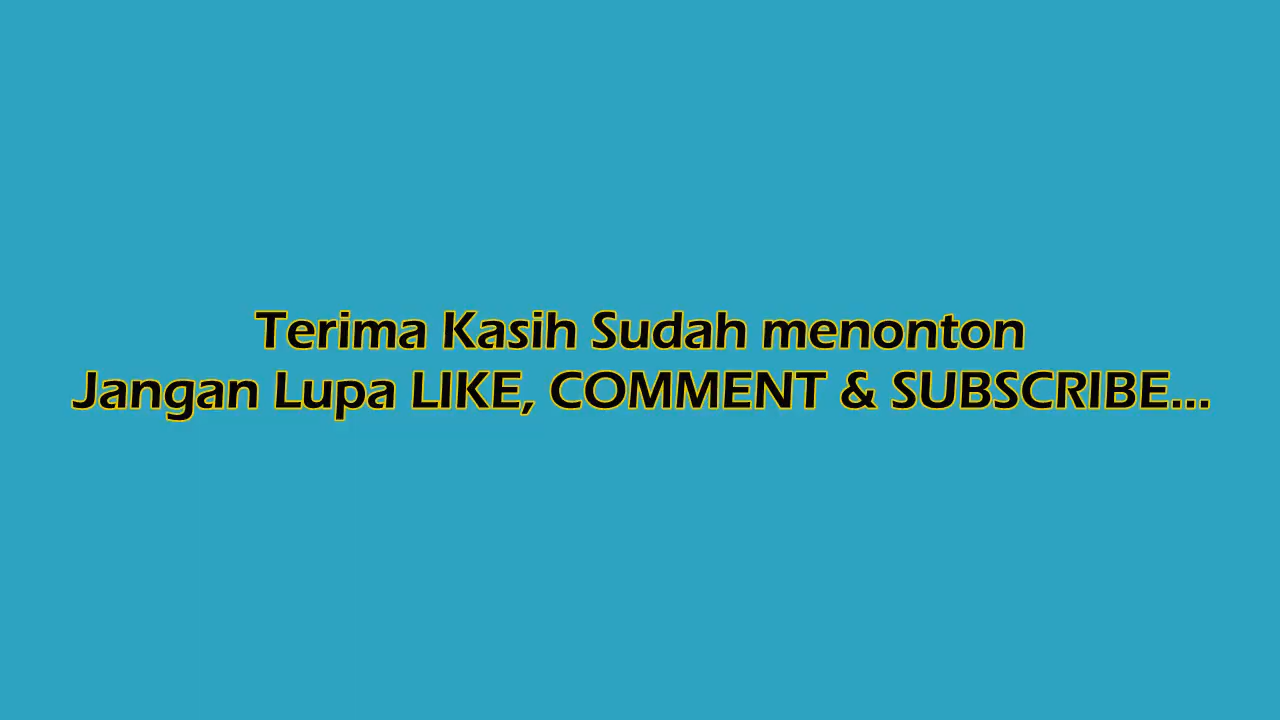 Terima Kasih Sudah menonton
Jangan Lupa LIKE, COMMENT & SUBSCRIBE...